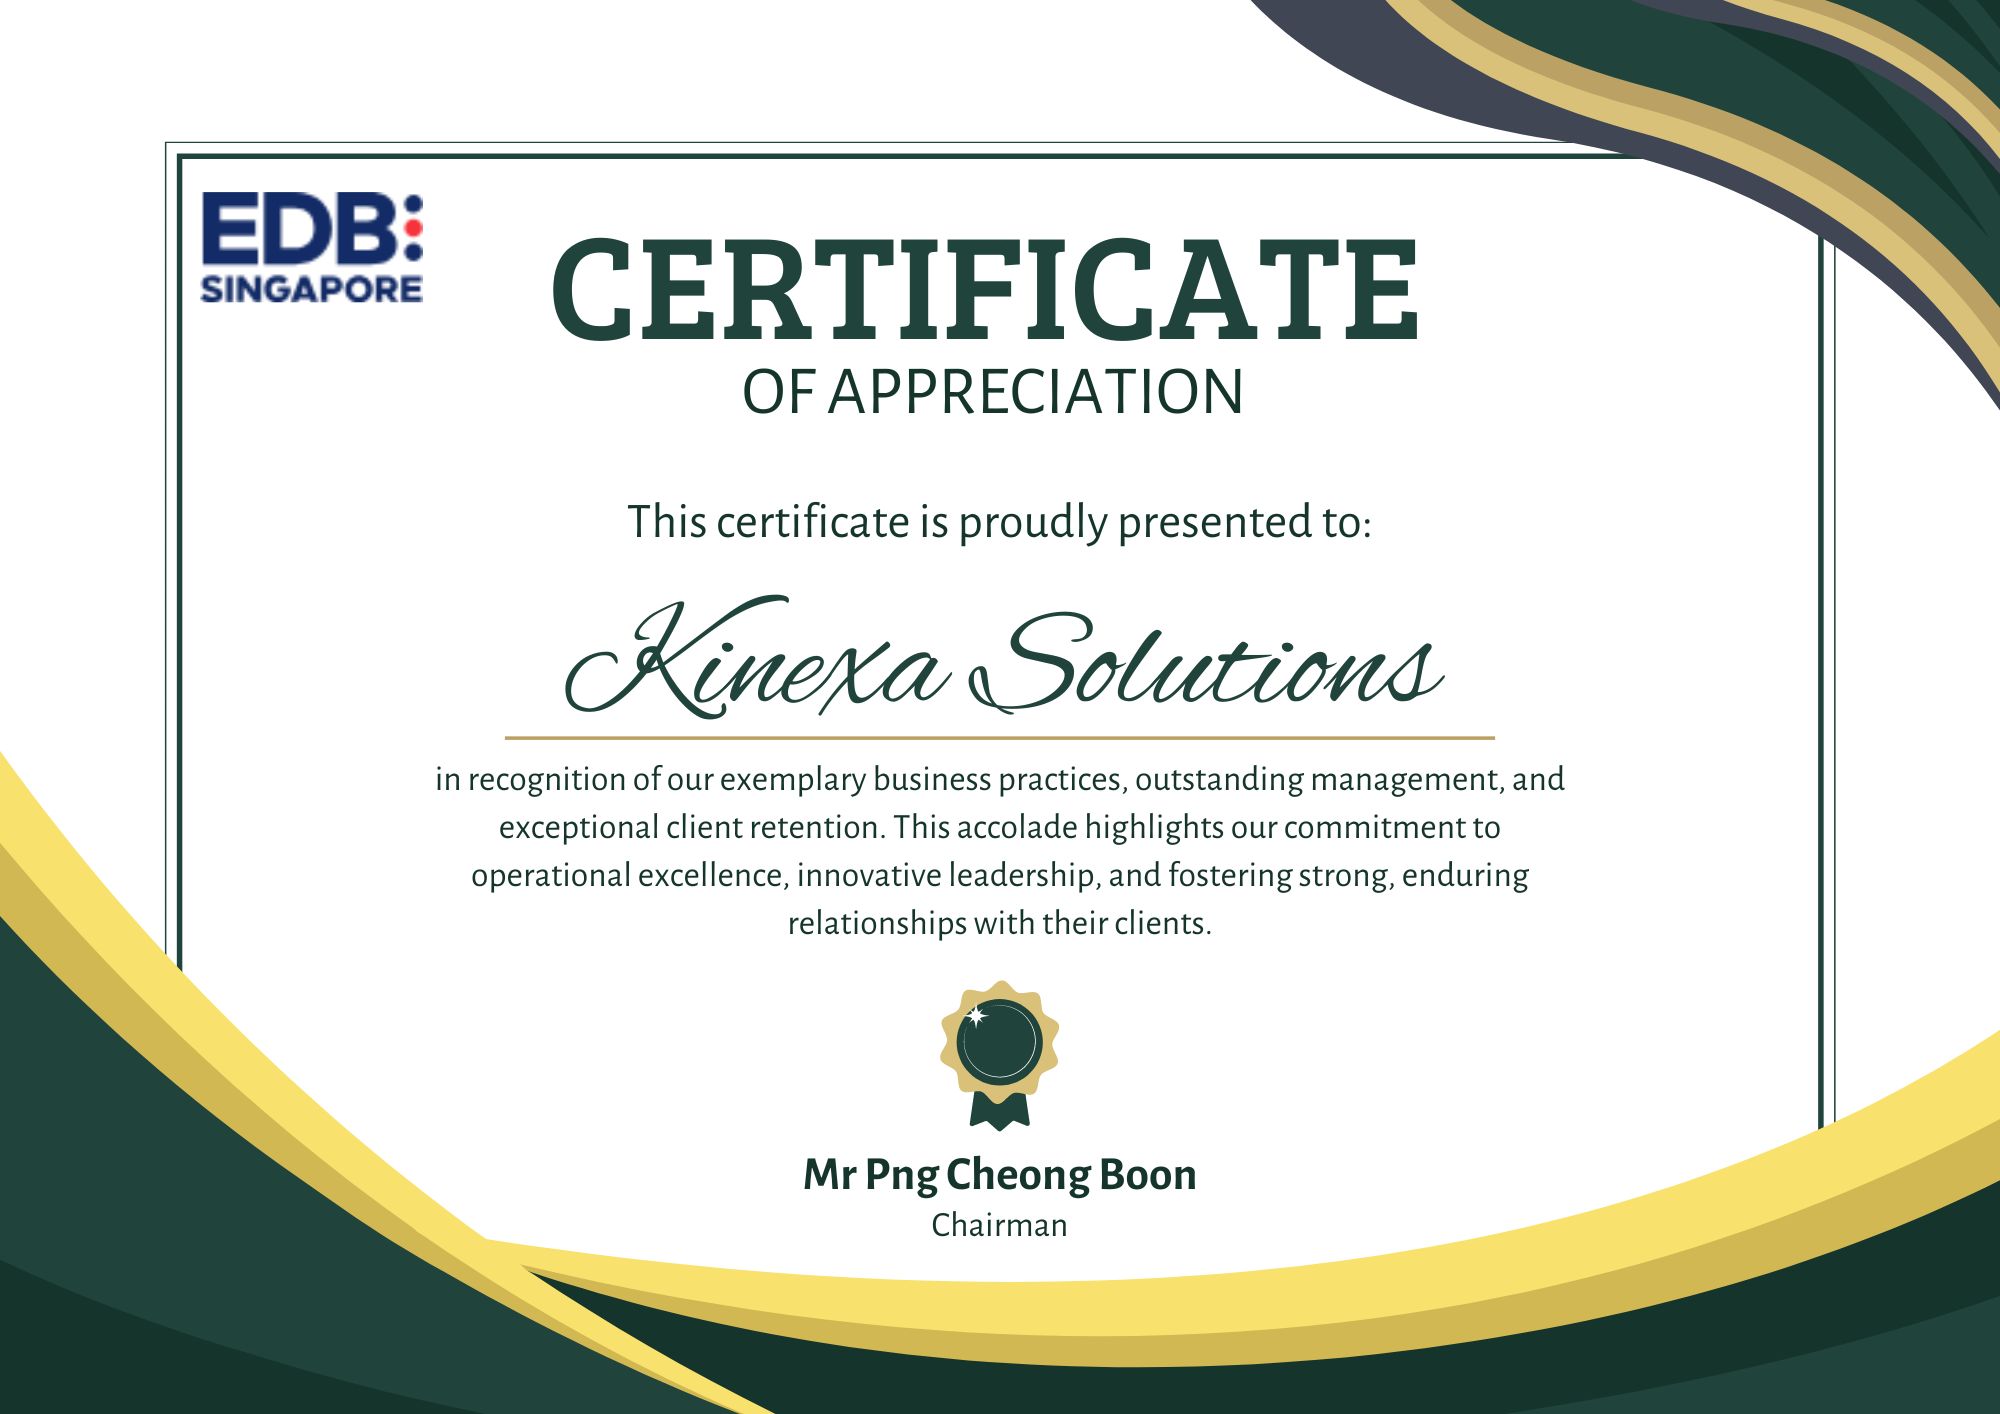 EDB
SINGAPORE
CERTIFICATE
OF APPRECIATION
This certificate is proudly presented to:
Kinexa Solutions
in recognition of our exemplary business practices, outstanding management, and
exceptional client retention. This accolade highlights our commitment to
operational excellence, innovative leadership, and fostering strong, enduring
relationships with their clients.
Mr Png Cheong Boon
Chairman